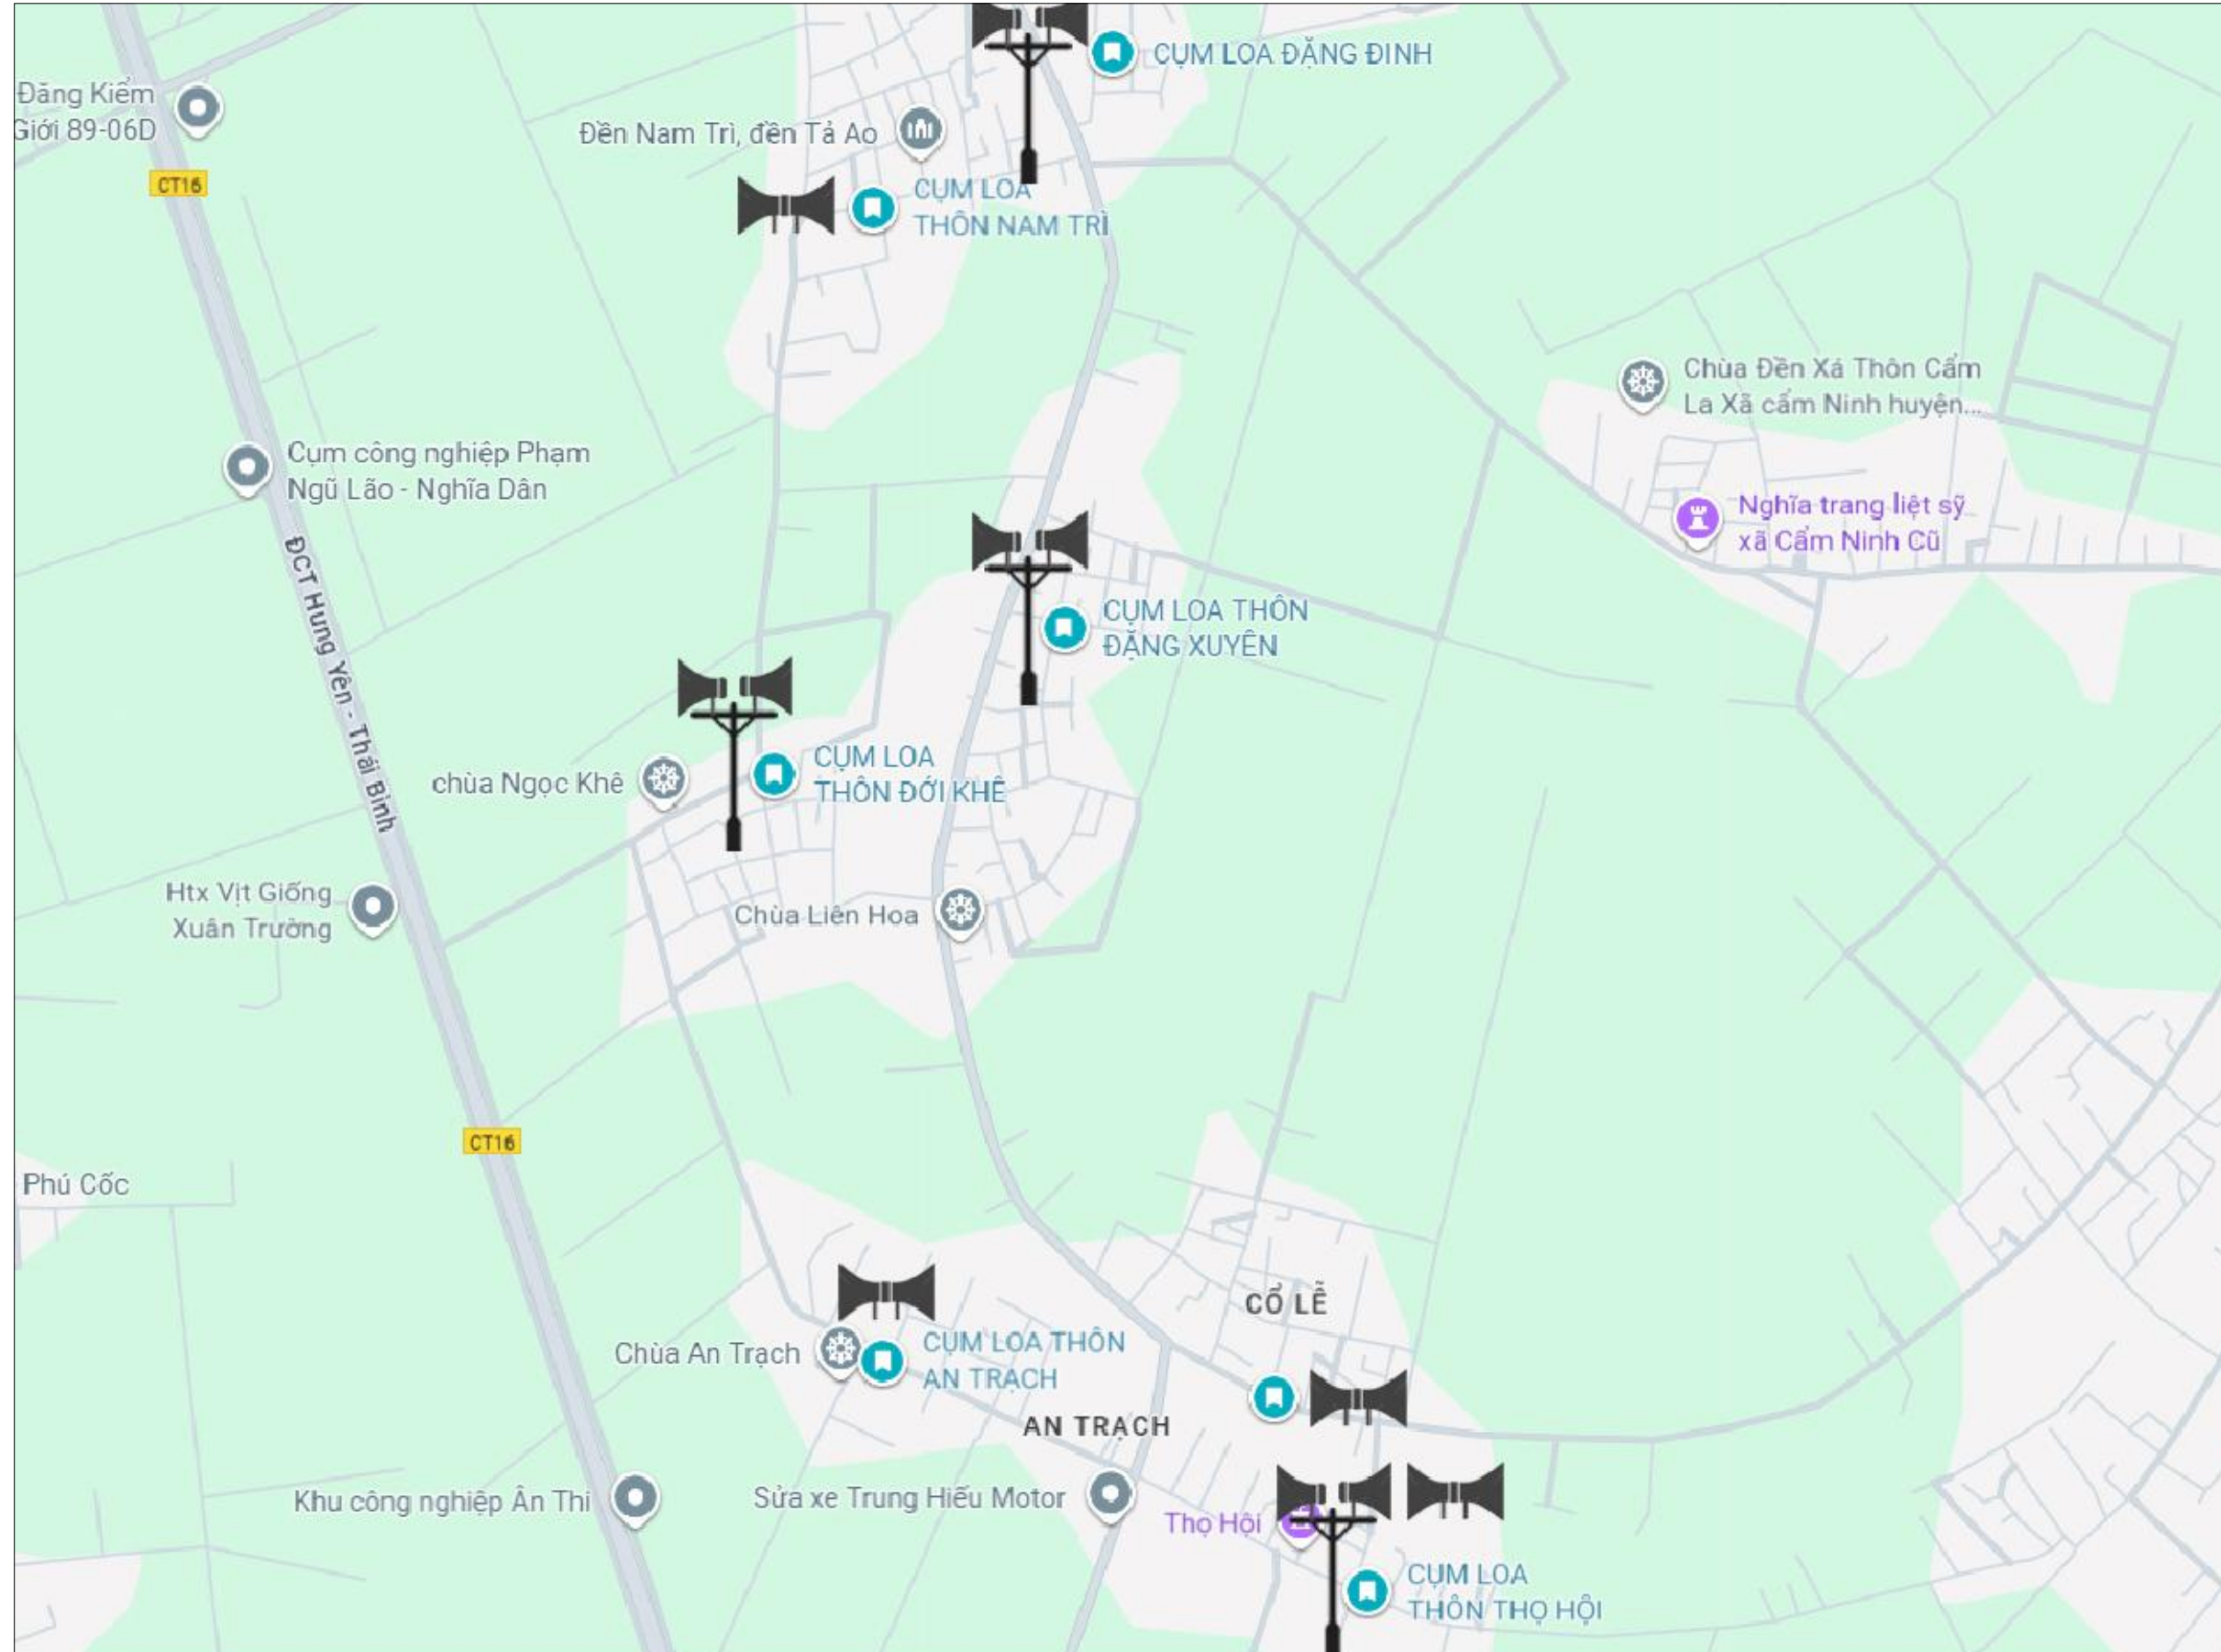 CỤM LOA ĐẶNG ĐINH
Đăng Kiểm
Giới 89-06D
Đền Nam Trì, đền Tả Ao
CT16
CỤM LOA
THÔN NAM TRÌ
Chùa Đền Xá Thôn Cẩm
La Xã cẩm Ninh huyện...
Cụm công nghiệp Phạm
Ngũ Lão - Nghĩa Dân
Nghĩa trang liệt sỹ
xã Cẩm Ninh Cũ
ĐCT Hưng Yên - Thái Bình
CỤM LOA THÔN
ĐẶNG XUYÊN
CỤM LOA
THÔN ĐỚI KHÊ
chùa Ngọc Khê
Htx Vịt Giống
Xuân Trường
Chùa Liên Hoa
CT16
Phú Cốc
CỔ LỄ
Chùa An Trạch
CỤM LOA THÔN
AN TRẠCH
AN TRẠCH
Khu công nghiệp Ân Thi
Sửa xe Trung Hiếu Motor
Thọ Hội
CỤM LOA
THÔN THỌ HỘI